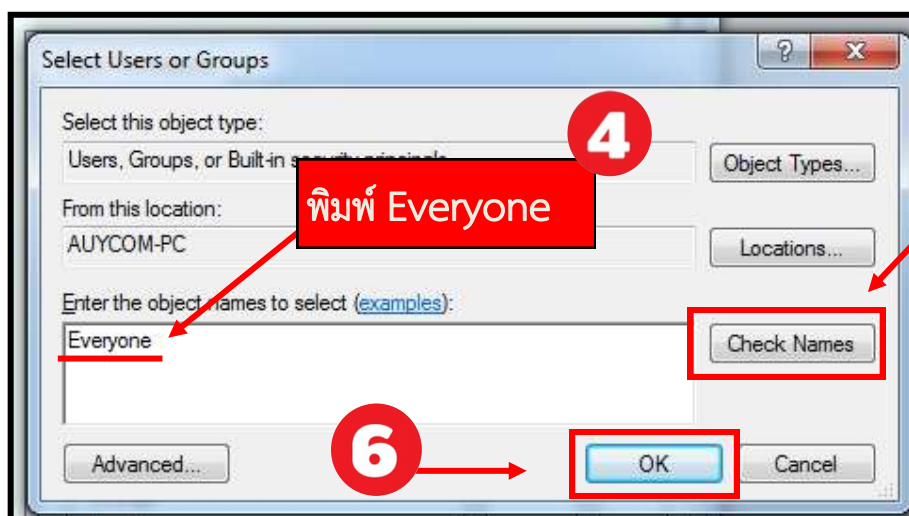 Select Users or Groups
?
X
Select this object type:
4
Users, Groups, or Built-in
Object Types...
พิมพ์ Everyone
From this location:
AUYCOM-PC
Locations...
Enter the object names to select (examples):
Everyone
Check Names
6
Advanced...
OK
Cancel